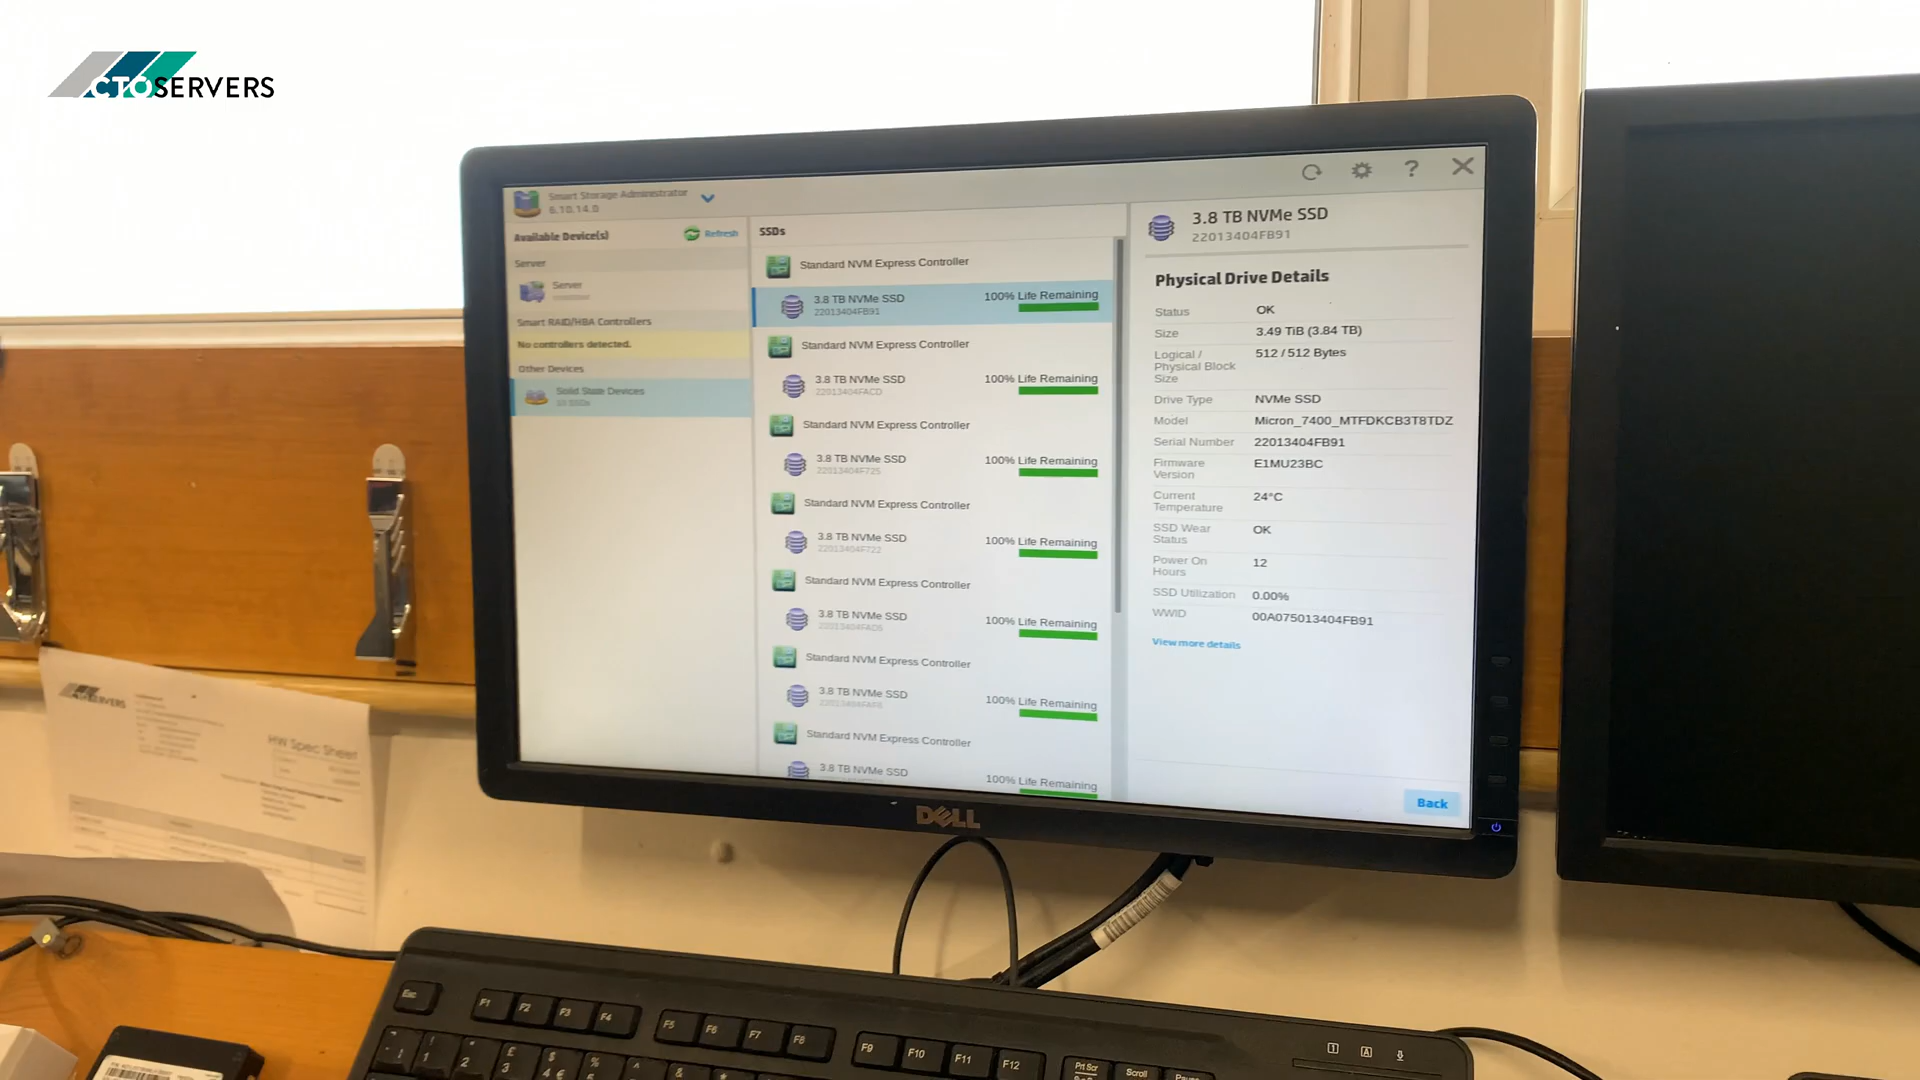 CTOSERVERS
Smart Storage Administrator
6.10.14.0
Available Device(s)
Refresh
Server
Server
Smart RAID/HBA Controllers
No controllers detected.
Other Devices
Solid State Devices
SSDs
SSDs
Standard NVM Express Controller
3.8 TB NVMe SSD
100% Life Remaining
22013404FB91
Standard NVM Express Controller
3.8 TB NVMe SSD
100% Life Remaining
22013404FACD
Standard NVM Express Controller
3.8 TB NVMe SSD
100% Life Remaining
22013404F725
Standard NVM Express Controller
3.8 TB NVMe SSD
100% Life Remaining
22013404F722
Standard NVM Express Controller
3.8 TB NVMe SSD
100% Life Remaining
Standard NVM Express Controller
3.8 TB NVMe SSD
100% Life Remaining
Standard NVM Express Controller
3.8 TB NVMe SSD
100% Life Remaining
?
3.8 TB NVMe SSD
22013404FB91
Physical Drive Details
Status OK
Size 3.49 TiB (3.84 TB)
Logical / 512 / 512 Bytes
Physical Block
Size
Drive Type NVMe SSD
Model Micron_7400_MTFDKCB3T8TDZ
Serial Number 22013404FB91
Firmware E1MU23BC
Version
Current 24°C
Temperature
SSD Wear OK
Status
Power On 12
Hours
SSD Utilization 0.00%
WWID 00A075013404FB91
View more details
Back
DELL
CTOSERVERS
HW Spec Sheet
Esc F1 F2 F3 F4 F5 F6 F7 F8 F9 F10 F11 F12 Prt Scr Scroll
1 2 £ 3 $ 4 € %